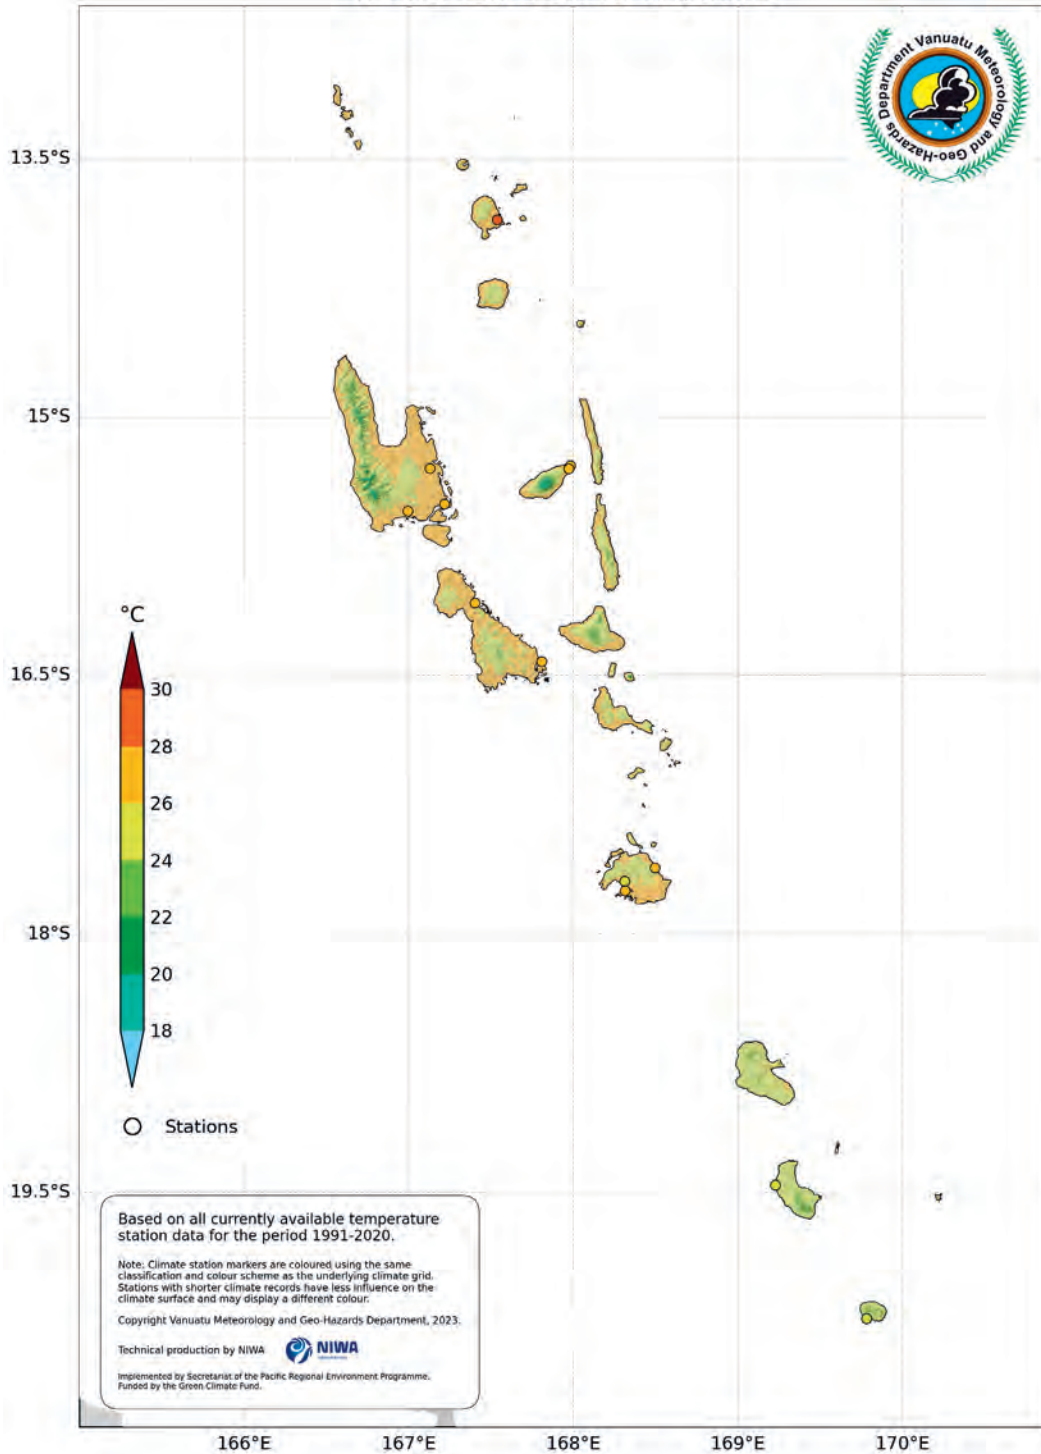 Vanuatu Meteorology and Geo-Hazards Department
13.5°S
15°S
16.5°S
18°S
19.5°S
°C
30
28
26
24
22
20
18
Stations
Based on all currently available temperature
station data for the period 1991-2020.
Note: Climate station markers are coloured using the same
classification and colour scheme as the underlying climate grid.
Stations with shorter climate records have less influence on the
climate surface and may display a different colour.
Copyright Vanuatu Meteorology and Geo-Hazards Department, 2023.
Technical production by NIWA
NIWA
Implemented by Secretariat of the Pacific Regional Environment Programme.
Funded by the Green Climate Fund.
166°E
167°E
168°E
169°E
170°E